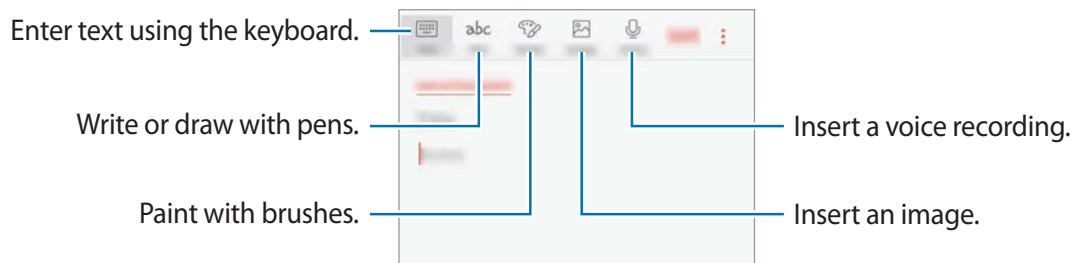 Enter text using the keyboard.
abc
Write or draw with pens.
Insert a voice recording.
Paint with brushes.
Insert an image.